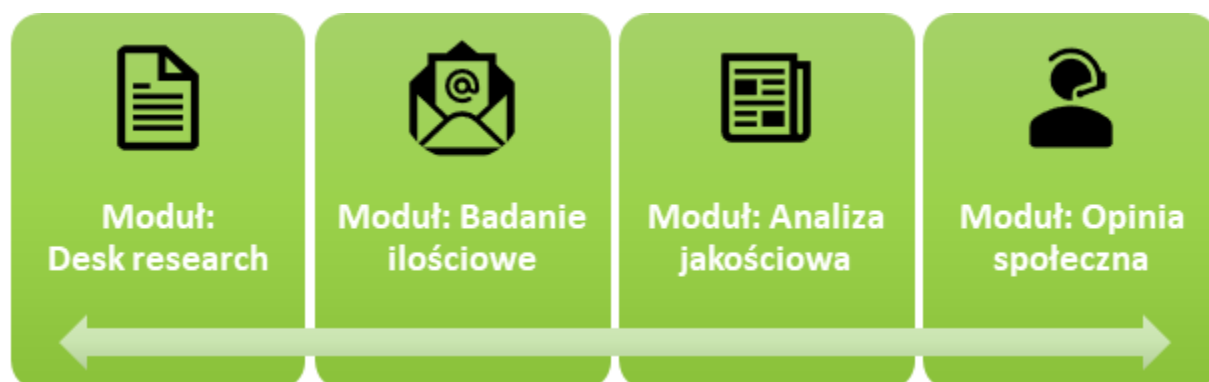 Moduł:
Desk research
Moduł: Badanie
ilościowe
Moduł: Analiza
jakościowa
Moduł: Opinia
społeczna